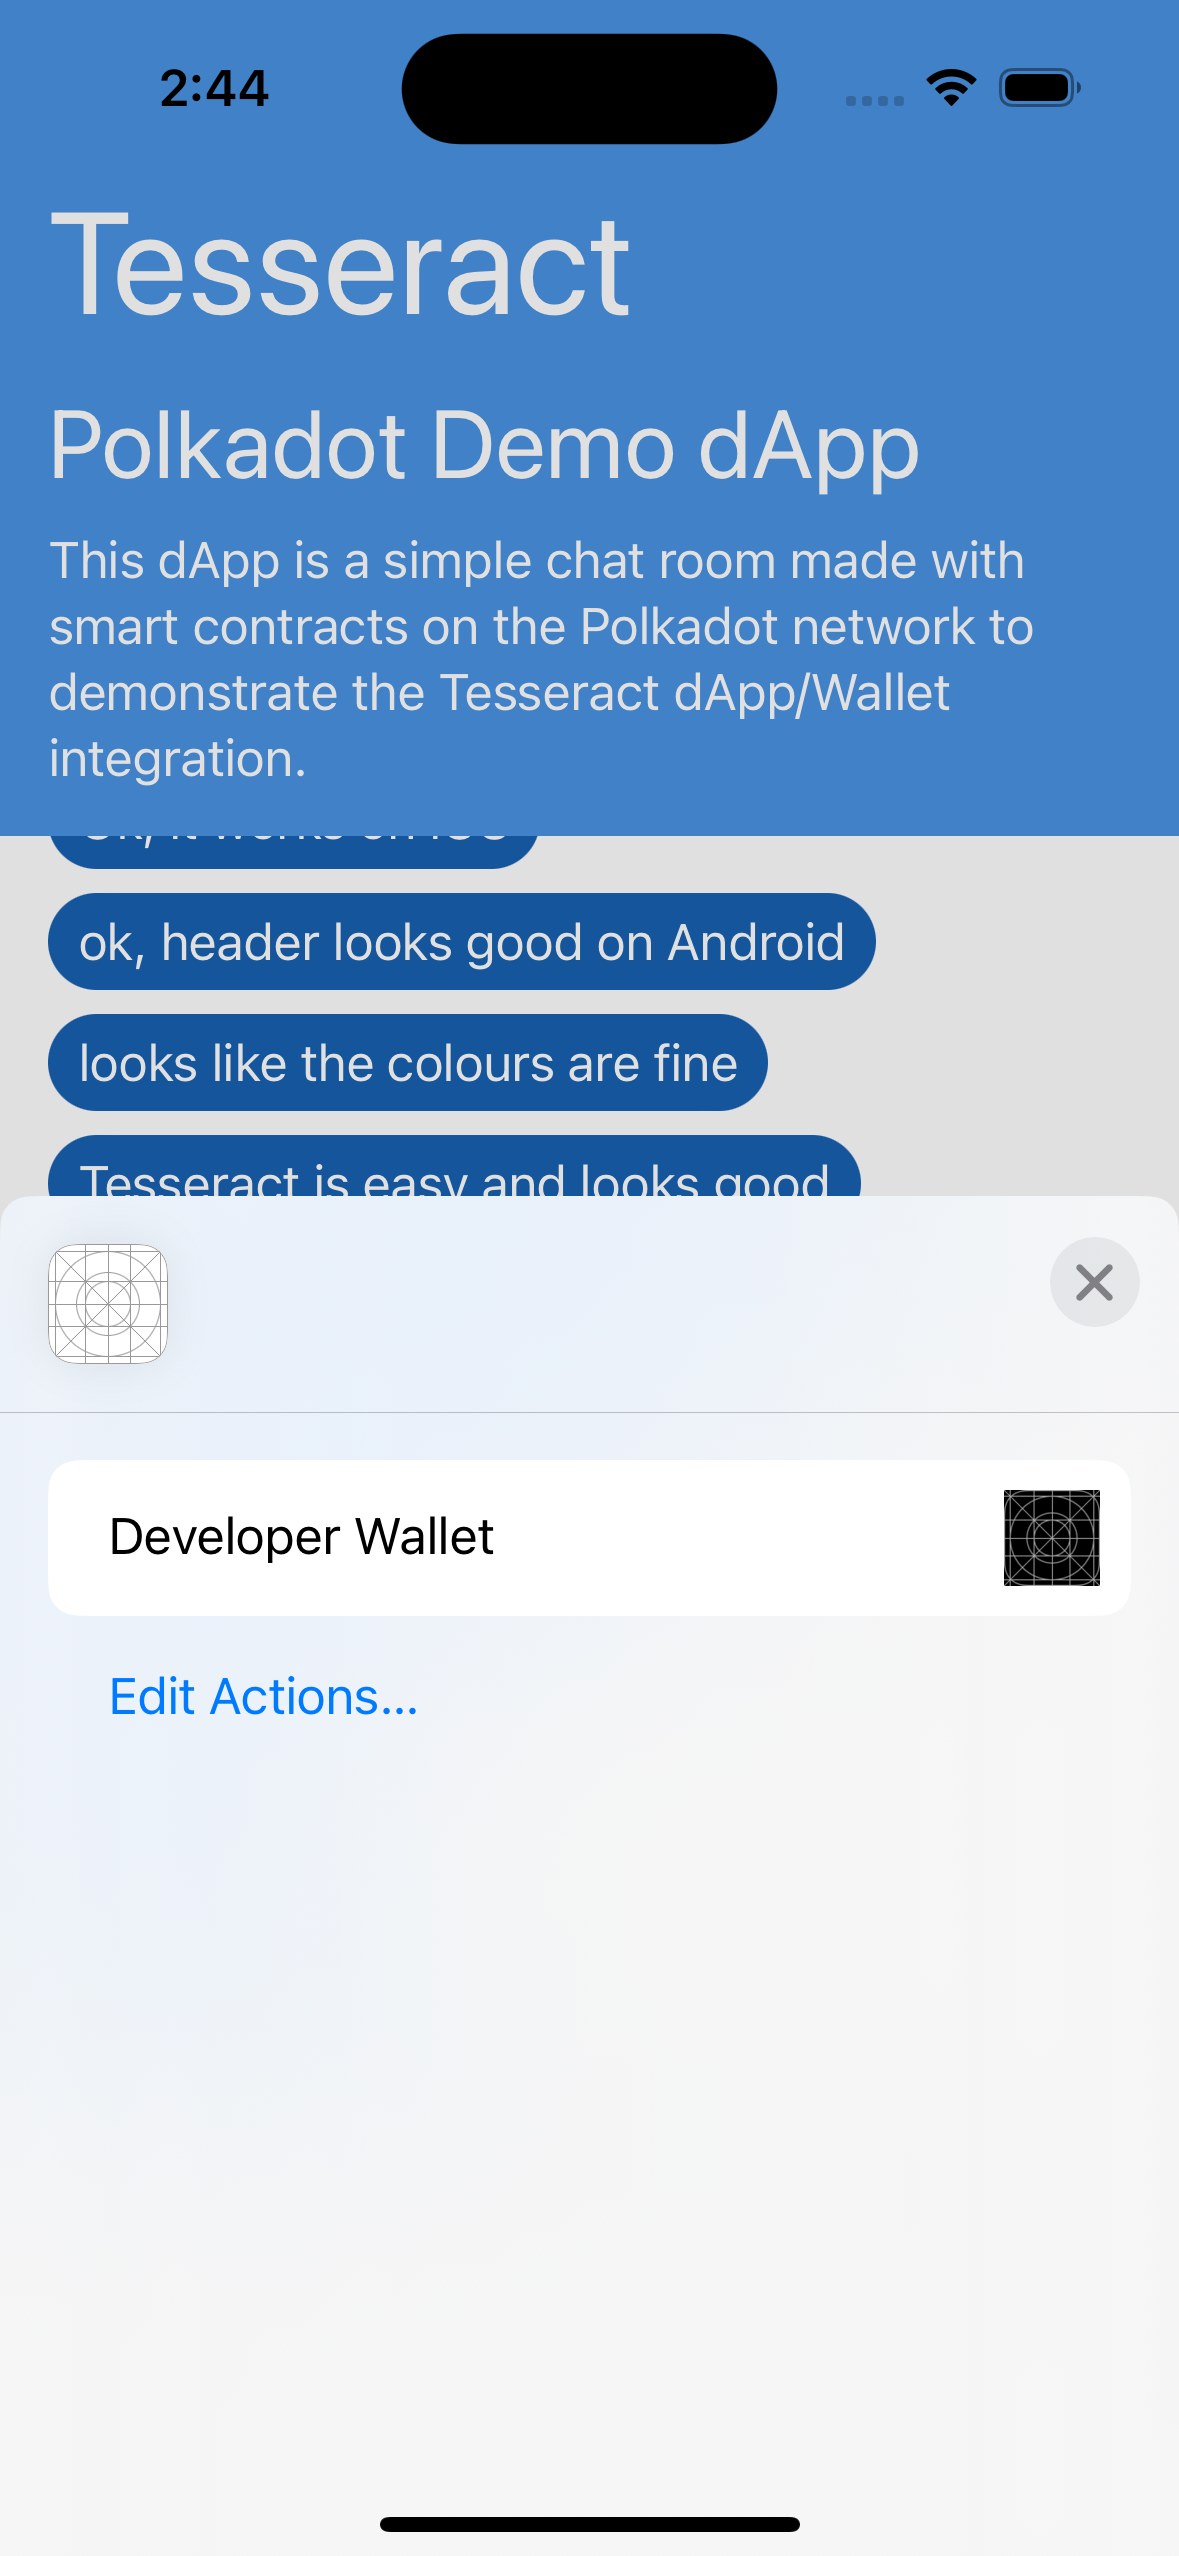 2:44
Tesseract
Polkadot Demo dApp
This dApp is a simple chat room made with
smart contracts on the Polkadot network to
demonstrate the Tesseract dApp/Wallet
integration.
ok, header looks good on Android
looks like the colours are fine
Tesseract is easy and looks good
Developer Wallet
Edit Actions...